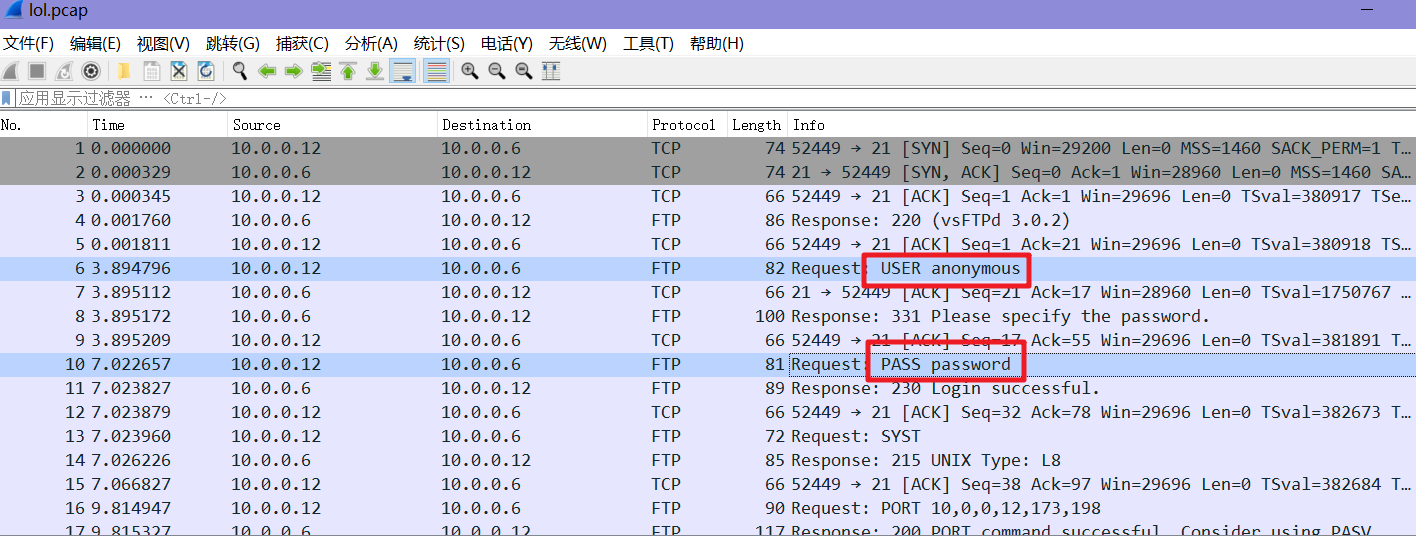 lol.pcap
文件(F) 编辑(E) 视图(V) 跳转(G) 捕获(C) 分析(A) 统计(S) 电话(Y) 无线(W) 工具(T) 帮助(H)
应用显示过滤器 … <Ctrl-/>
No. Time Source Destination Protocol Length Info
1 0.000000 10.0.0.12 10.0.0.6 TCP 74 52449 → 21 [SYN] Seq=0 Win=29200 Len=0 MSS=1460 SACK_PERM=1 T…
2 0.000329 10.0.0.6 10.0.0.12 TCP 74 21 → 52449 [SYN, ACK] Seq=0 Ack=1 Win=28960 Len=0 MSS=1460 SA…
3 0.000345 10.0.0.12 10.0.0.6 TCP 66 52449 → 21 [ACK] Seq=1 Ack=1 Win=29696 Len=0 TSval=380917 TSe…
4 0.001760 10.0.0.6 10.0.0.12 FTP 86 Response: 220 (vsFTPd 3.0.2)
5 0.001811 10.0.0.12 10.0.0.6 TCP 66 52449 → 21 [ACK] Seq=1 Ack=21 Win=29696 Len=0 TSval=380918 TS…
6 3.894796 10.0.0.12 10.0.0.6 FTP 82 Request: USER anonymous
7 3.895112 10.0.0.6 10.0.0.12 TCP 66 21 → 52449 [ACK] Seq=21 Ack=17 Win=28960 Len=0 TSval=1750767 …
8 3.895172 10.0.0.6 10.0.0.12 FTP 100 Response: 331 Please specify the password.
9 3.895209 10.0.0.12 10.0.0.6 TCP 66 52449 → 21 [ACK] Seq=17 Ack=55 Win=29696 Len=0 TSval=381891 T…
10 7.022657 10.0.0.12 10.0.0.6 FTP 81 Request: PASS password
11 7.023827 10.0.0.6 10.0.0.12 FTP 89 Response: 230 Login successful.
12 7.023879 10.0.0.12 10.0.0.6 TCP 66 52449 → 21 [ACK] Seq=32 Ack=78 Win=29696 Len=0 TSval=382673 T…
13 7.023960 10.0.0.12 10.0.0.6 FTP 72 Request: SYST
14 7.026226 10.0.0.6 10.0.0.12 FTP 85 Response: 215 UNIX Type: L8
15 7.066827 10.0.0.12 10.0.0.6 TCP 66 52449 → 21 [ACK] Seq=38 Ack=97 Win=29696 Len=0 TSval=382684 T…
16 9.814947 10.0.0.12 10.0.0.6 FTP 90 Request: PORT 10,0,0,12,173,198
17 9.815327 10.0.0.6 10.0.0.12 FTP 117 Response: 200 PORT command successful. Consider using PASV